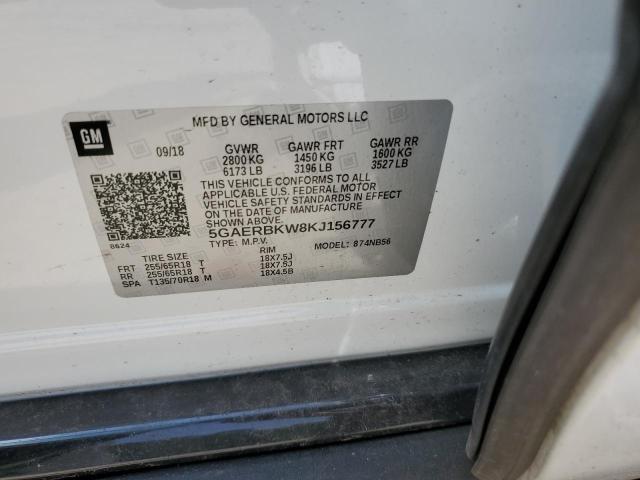 MFD BY GENERAL MOTORS LLC
GM
09/18 GVWR GAWR FRT GAWR RR
2800 KG 1450 KG 1600 KG
6173 LB 3196 LB 3527 LB
THIS VEHICLE CONFORMS TO ALL
APPLICABLE U.S. FEDERAL MOTOR
VEHICLE SAFETY STANDARDS IN EFFECT
ON THE DATE OF MANUFACTURE
SHOWN ABOVE.
5GAERBKW8KJ156777
8624
TYPE: M.P.V. MODEL: 874NB56
TIRE SIZE RIM
FRT 255/65R18 T 18X7.5J
RR 255/65R18 T 18X7.5J
SPA T135/70R18 M 18X4.5B